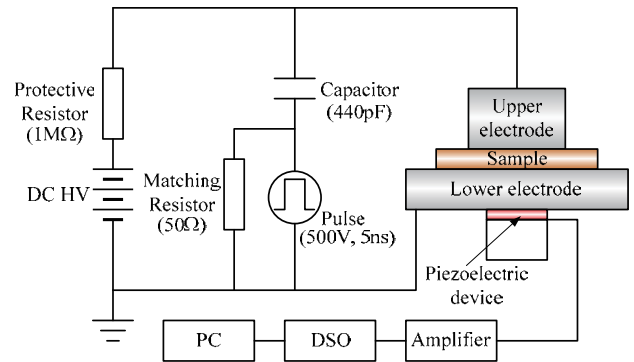 Protective
Resistor
(1MΩ)
DC HV
Capacitor
(440pF)
Matching
Resistor
(50Ω)
Pulse
(500V, 5ns)
Upper
electrode
Sample
Lower electrode
Piezoelectric
device
PC
DSO
Amplifier